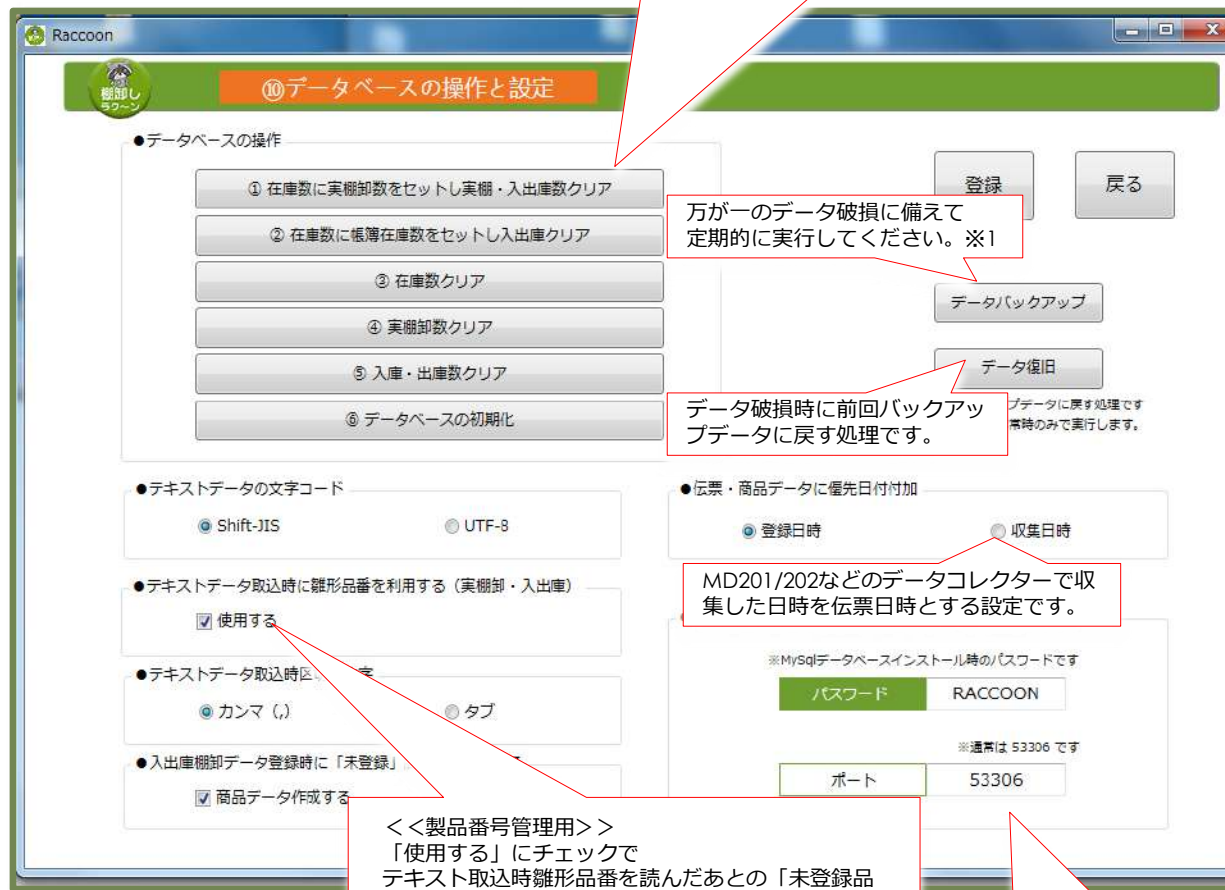 Raccoon
棚卸し
ラクーン
⑩データベースの操作と設定
●データベースの操作
① 在庫数に実棚卸数をセットし実棚・入出庫数クリア
② 在庫数に帳簿在庫数をセットし入出庫クリア
③ 在庫数クリア
④ 実棚卸数クリア
⑤ 入庫・出庫数クリア
⑥ データベースの初期化
登録
戻る
万が一のデータ破損に備えて
定期的に実行してください。※1
データバックアップ
データ復旧
プデータに戻す処理です
常時のみで実行します。
データ破損時に前回バックアッ
プデータに戻す処理です。
●テキストデータの文字コード
Shift-JIS
UTF-8
●伝票・商品データに優先日付付加
登録日時
収集日時
MD201/202などのデータコレクターで収
集した日時を伝票日時とする設定です。
●テキストデータ取込時に雛形品番を利用する（実棚卸・入出庫）
使用する
●テキストデータ取込時区 字
カンマ（,）
タブ
●入出庫棚卸データ登録時に「未登録」
商品データ作成する
※MySqlデータベースインストール時のパスワードです
パスワード
RACCOON
※通常は 53306 です
ポート
53306
<<製品番号管理用>>
「使用する」にチェックで
テキスト取込時雛形品番を読んだあとの「未登録品